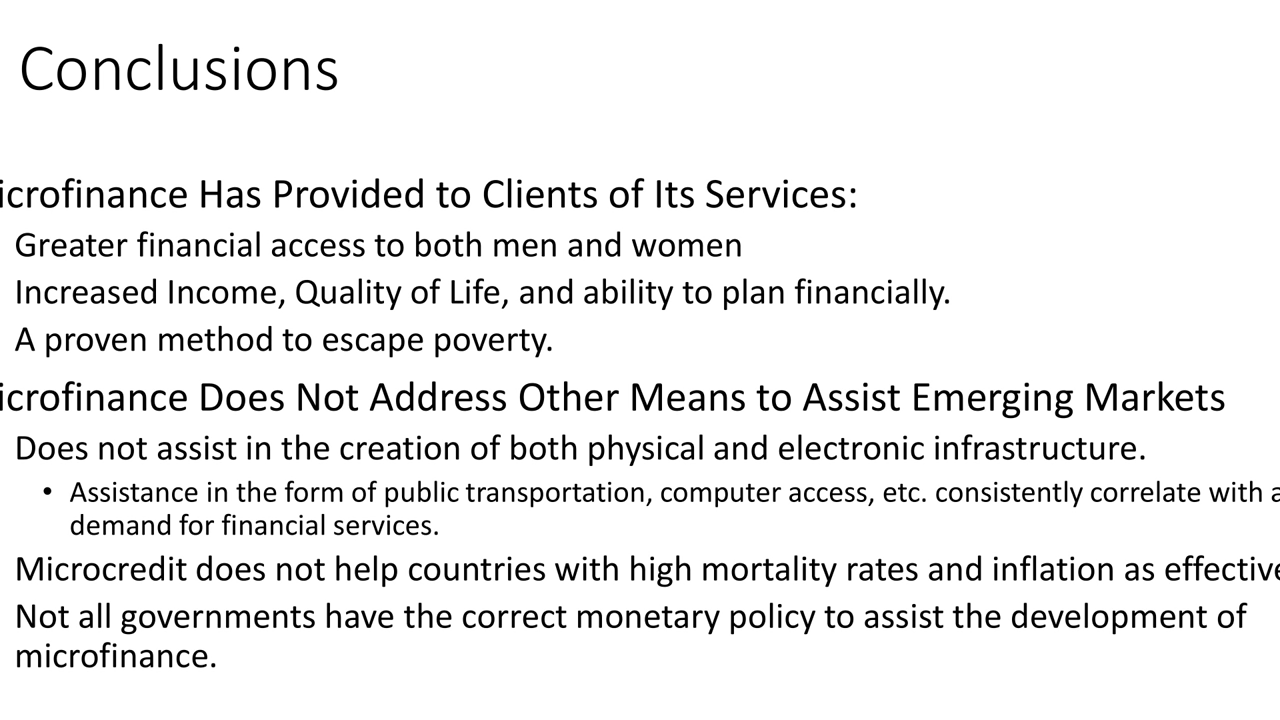 Conclusions
icrofinance Has Provided to Clients of Its Services:
Greater financial access to both men and women
Increased Income, Quality of Life, and ability to plan financially.
A proven method to escape poverty.
icrofinance Does Not Address Other Means to Assist Emerging Markets
Does not assist in the creation of both physical and electronic infrastructure.
• Assistance in the form of public transportation, computer access, etc. consistently correlate with a
demand for financial services.
Microcredit does not help countries with high mortality rates and inflation as effective
Not all governments have the correct monetary policy to assist the development of
microfinance.